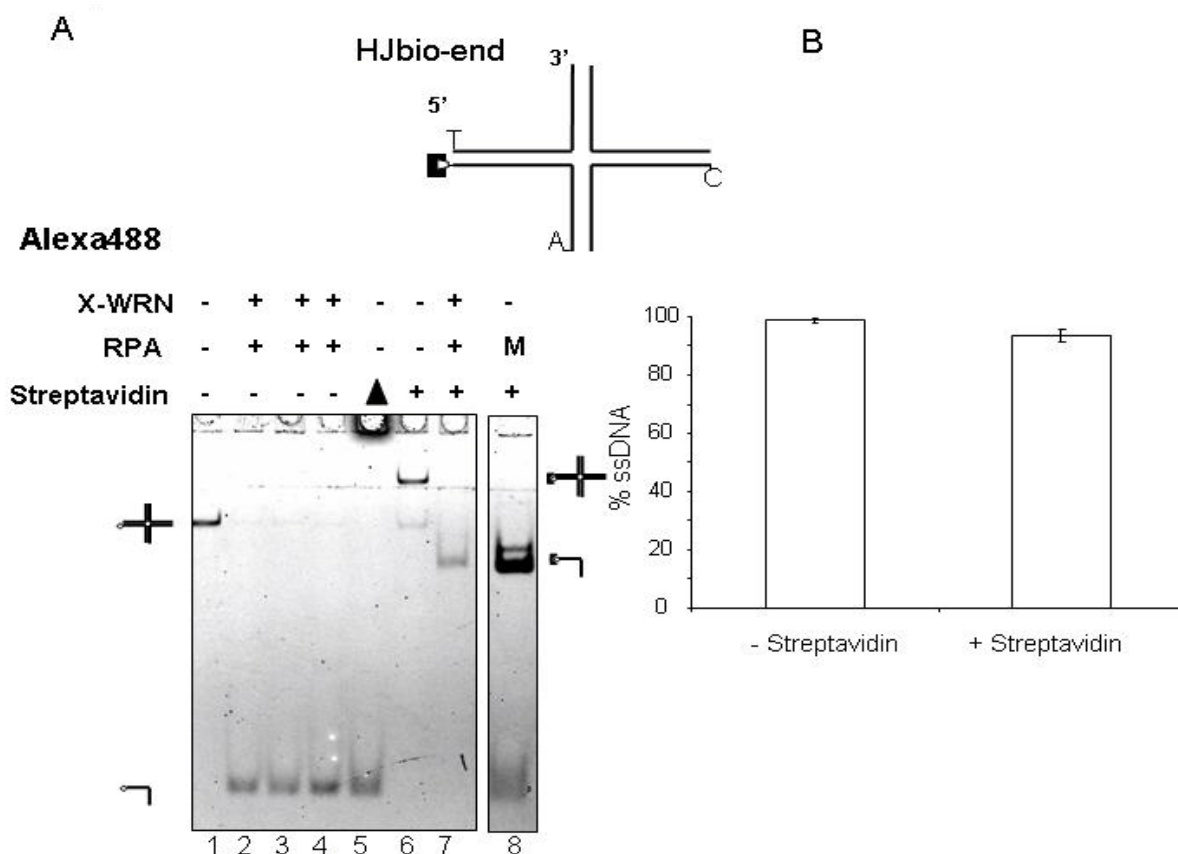 A
B
HJbio-end
3’
5’
T
C
A
Alexa488
X-WRN - + + + - - + -
RPA - + + + - - + M
Streptavidin - - - - ▲ + + +
1 2 3 4 5 6 7 8
% ssDNA
100
80
60
40
20
0
- Streptavidin + Streptavidin